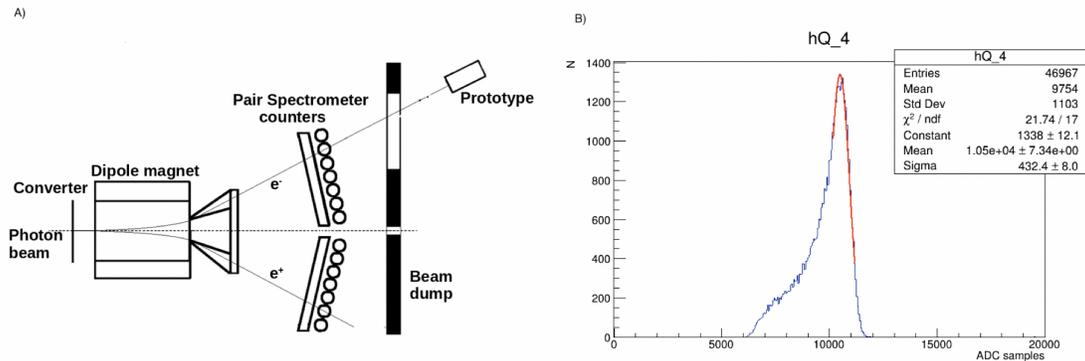 A)
Pair Spectrometer
counters
Prototype
Dipole magnet
Converter
e-
Photon
beam
e+
Beam
dump
B)
hQ_4
N
1400
1200
1000
800
600
400
200
0
0
5000
10000
15000
20000
ADC samples
hQ_4
Entries 46967
Mean 9754
Std Dev 1103
χ² / ndf 21.74 / 17
Constant 1338 ± 12.1
Mean 1.05e+04 ± 7.34e+00
Sigma 432.4 ± 8.0